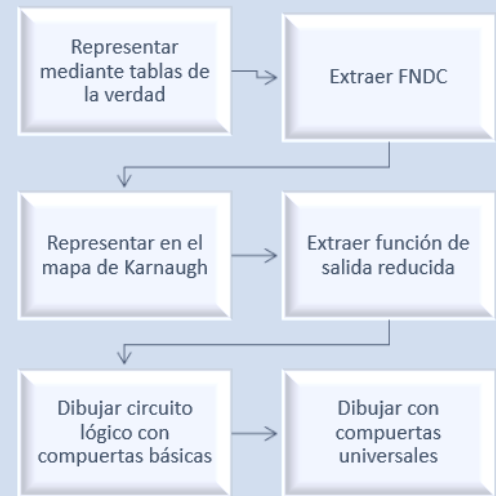 Representar
mediante tablas de
la verdad
Extraer FNDC
Representar en el
mapa de Karnaugh
Extraer función de
salida reducida
Dibujar circuito
lógico con
compuertas básicas
Dibujar con
compuertas
universales